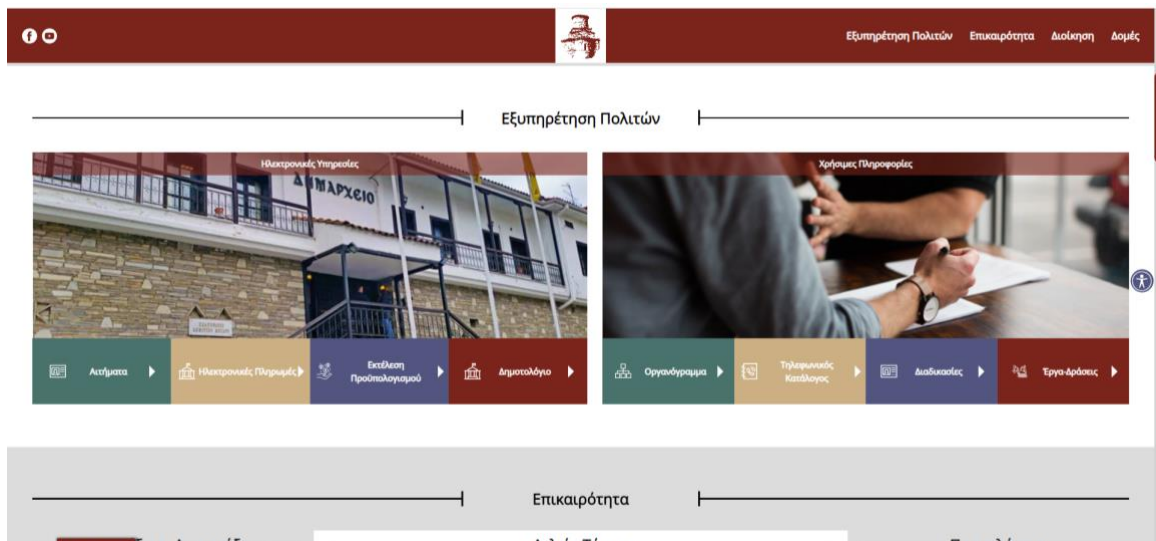 Εξυπηρέτηση Πολιτών Επικαιρότητα Διοίκηση Δομές
Εξυπηρέτηση Πολιτών
Ηλεκτρονικές Υπηρεσίες
ΔΗΜΑΡΧΕΙΟ
Αιτήματα
Ηλεκτρονικές Πληρωμές
Εκτέλεση
Προϋπολογισμού
Δημοτολόγιο
Χρήσιμες Πληροφορίες
Οργανόγραμμα
Τηλεφωνικός
Κατάλογος
Διαδικασίες
Έργα-Δράσεις
Επικαιρότητα